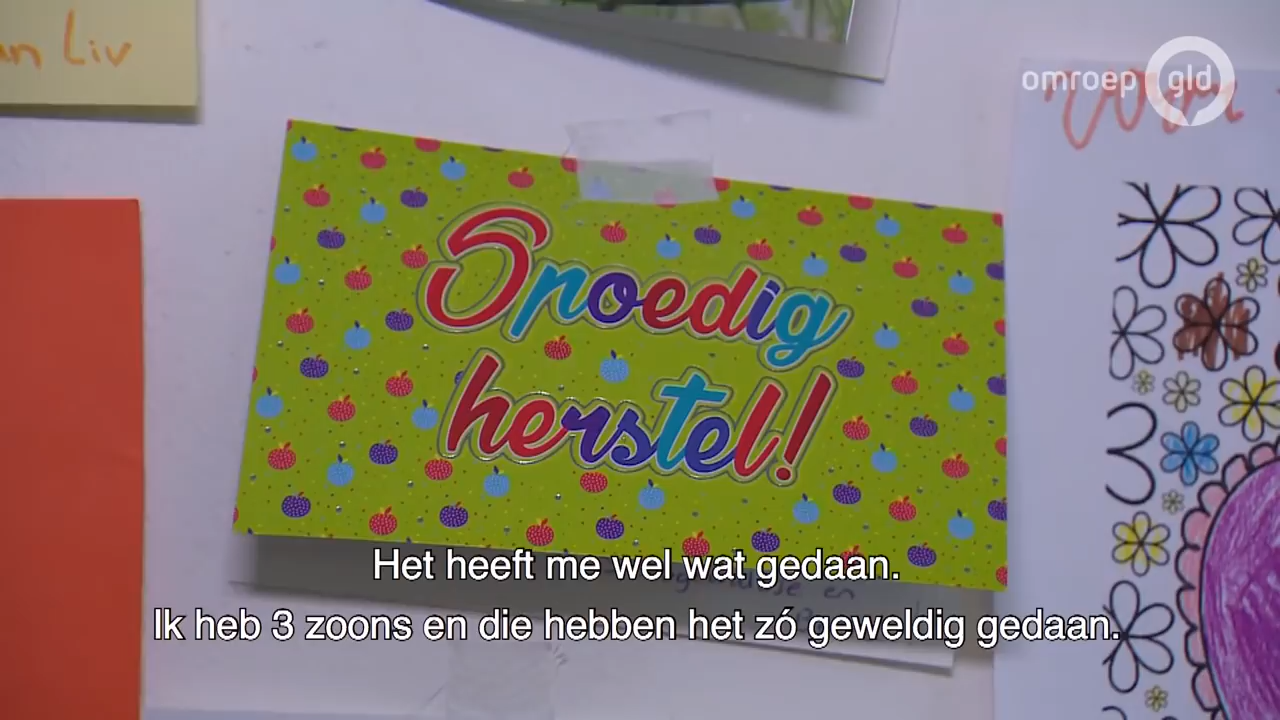 an Liv
omroep gld
Van
Spoedig
herstel!
Het heeft me wel wat gedaan.
Ik heb 3 zoons en die hebben het zó geweldig gedaan.